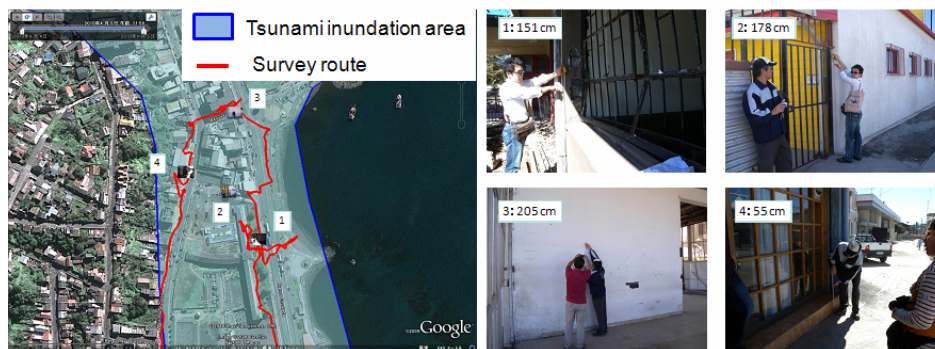 Tsunami inundation area
Survey route
3
4
2
1
Google
1:151cm
2:178cm
3:205cm
4:55cm